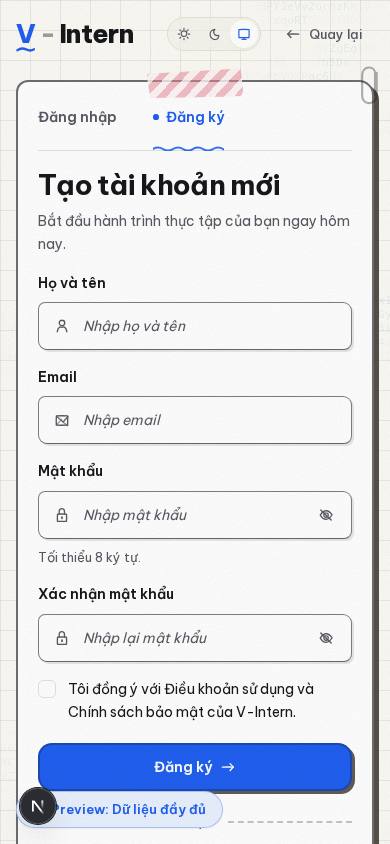 V - Intern
Quay lại
Đăng nhập
Đăng ký
Tạo tài khoản mới
Bắt đầu hành trình thực tập của bạn ngay hôm
nay.
Họ và tên
Nhập họ và tên
Email
Nhập email
Mật khẩu
Nhập mật khẩu
Tối thiểu 8 ký tự.
Xác nhận mật khẩu
Nhập lại mật khẩu
Tôi đồng ý với Điều khoản sử dụng và
Chính sách bảo mật của V-Intern.
Đăng ký →
N
Preview: Dữ liệu đầy đủ